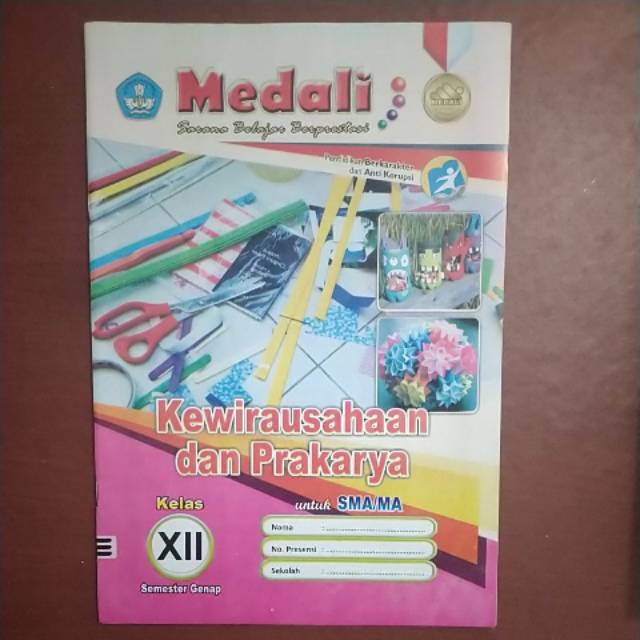 Medali
Sarana Belajar Berprestasi
MEDALI
Pendidikan Berkarakter
dan Anti Korupsi
Kewirausahaan
dan Prakarya
Kelas
XII
Semester Genap
untuk SMA/MA
Nama : ........................................
No. Presensi : ........................................
Sekolah : ........................................